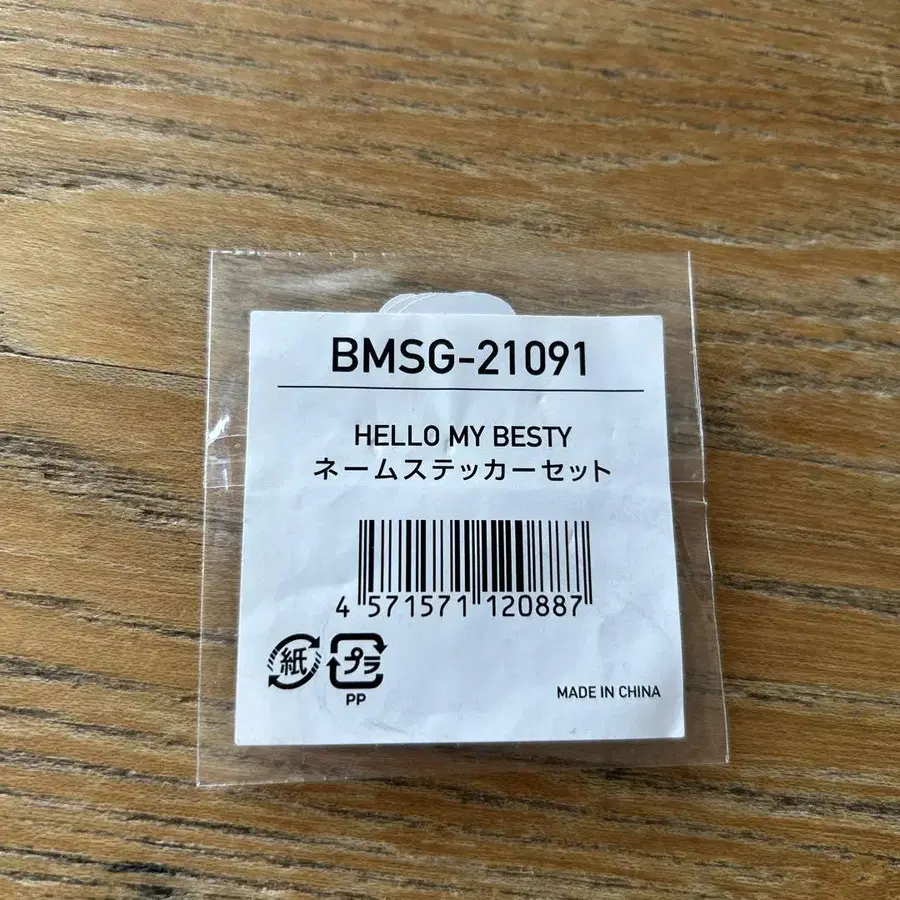 BMSG-21091
HELLO MY BESTY
ネームステッカーセット
4 571571 120887
紙 プラ
PP
MADE IN CHINA